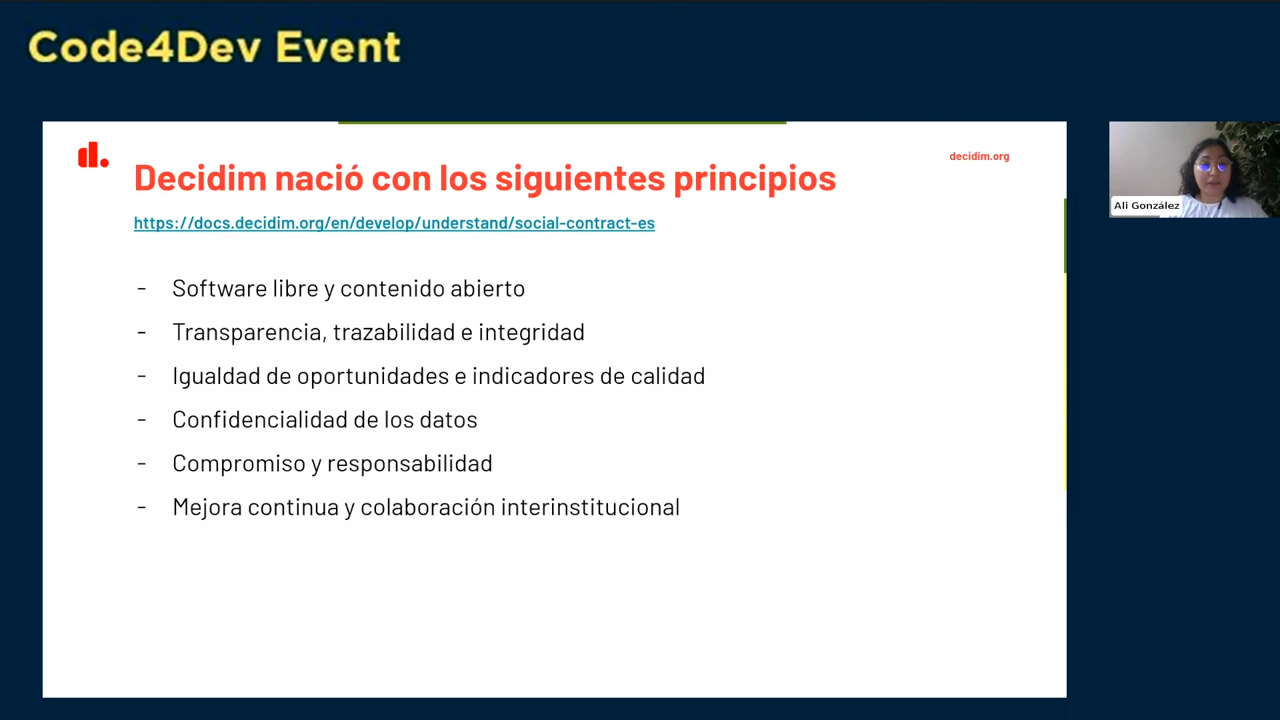 Code4Dev Event
d.
decidim.org
Decidim nació con los siguientes principios
https://docs.decidim.org/en/develop/understand/social-contract-es
- Software libre y contenido abierto
- Transparencia, trazabilidad e integridad
- Igualdad de oportunidades e indicadores de calidad
- Confidencialidad de los datos
- Compromiso y responsabilidad
- Mejora continua y colaboración interinstitucional
Ali González